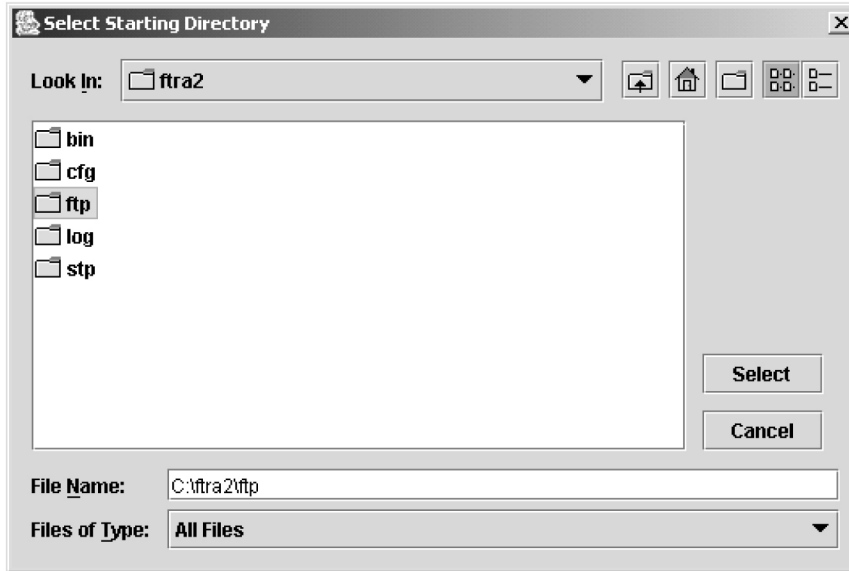 Select Starting Directory
Look In: ftra2
bin
cfg
ftp
log
stp
Select
Cancel
File Name: C:\ftra2\ftp
Files of Type: All Files